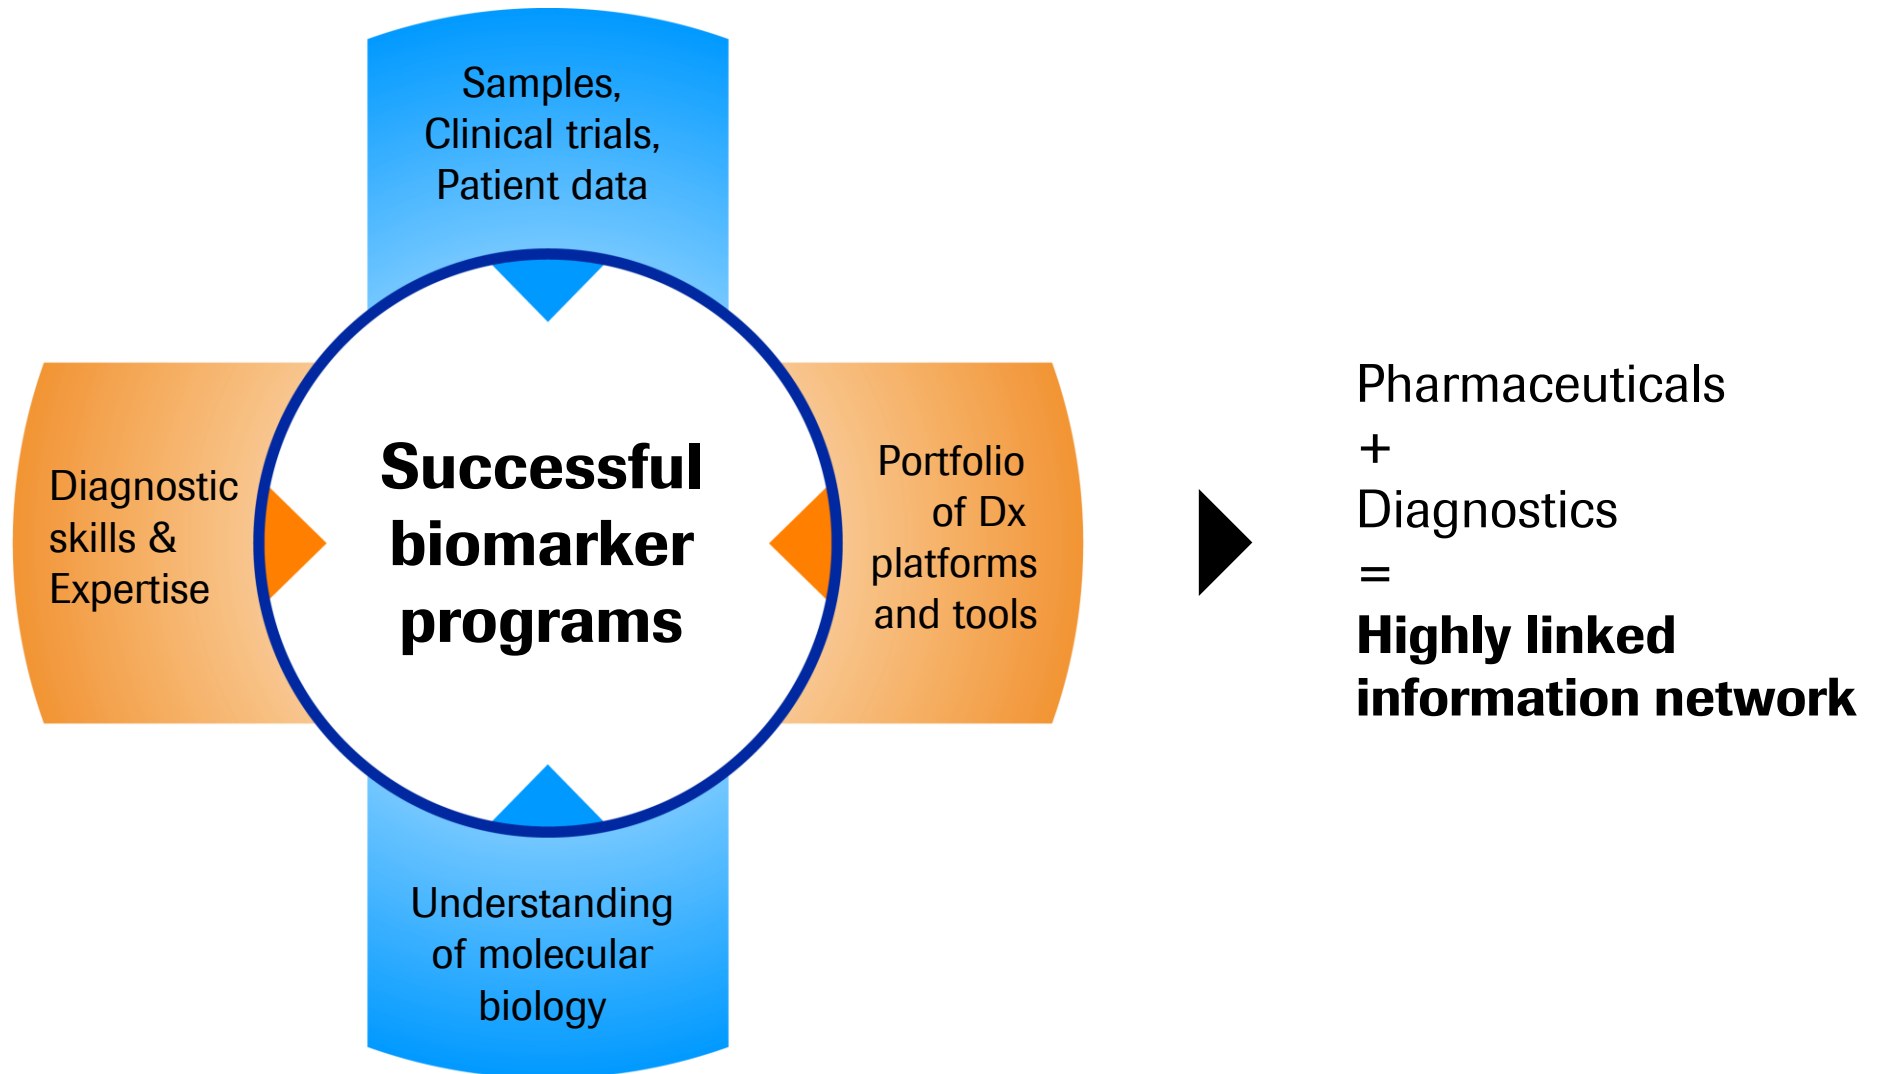 Samples,
Clinical trials,
Patient data
Diagnostic
skills &
Expertise
Successful
biomarker
programs
Portfolio
of Dx
platforms
and tools
Understanding
of molecular
biology
Pharmaceuticals
+
Diagnostics
=
Highly linked
information network